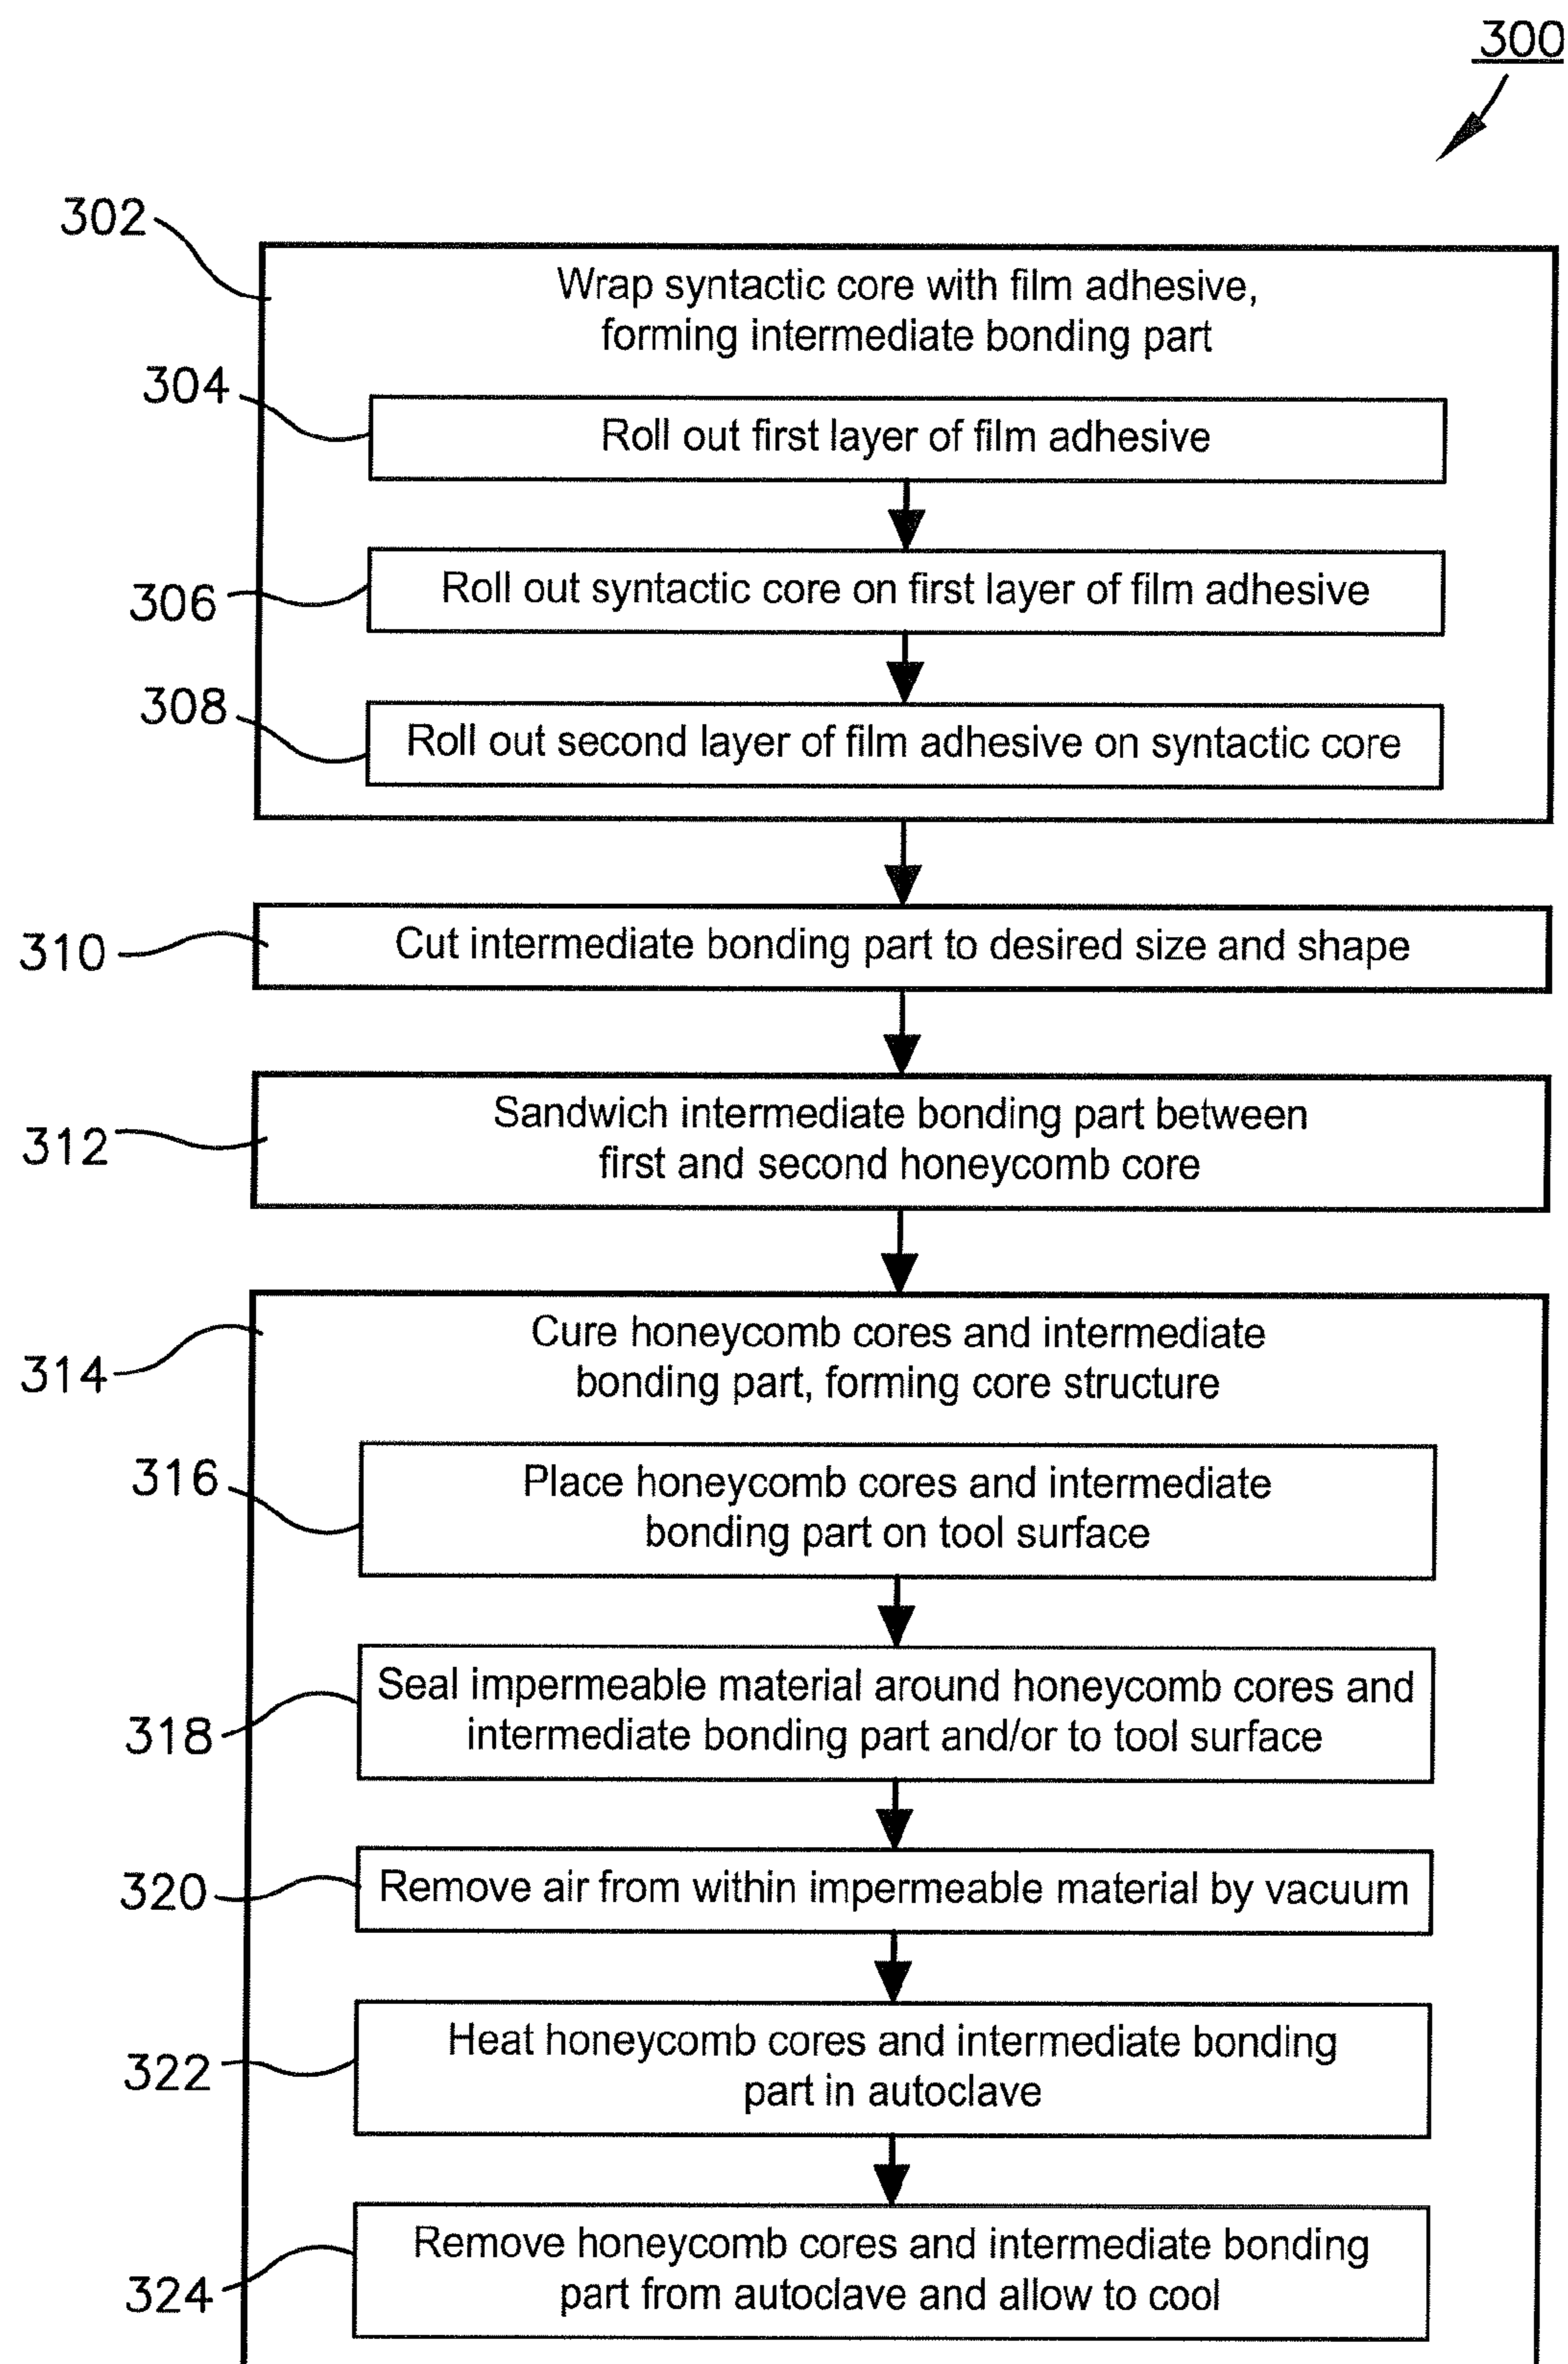 300
302
Wrap syntactic core with film adhesive,
forming intermediate bonding part
304
Roll out first layer of film adhesive
306
Roll out syntactic core on first layer of film adhesive
308
Roll out second layer of film adhesive on syntactic core
310
Cut intermediate bonding part to desired size and shape
312
Sandwich intermediate bonding part between
first and second honeycomb core
314
Cure honeycomb cores and intermediate
bonding part, forming core structure
316
Place honeycomb cores and intermediate
bonding part on tool surface
318
Seal impermeable material around honeycomb cores and
intermediate bonding part and/or to tool surface
320
Remove air from within impermeable material by vacuum
322
Heat honeycomb cores and intermediate bonding
part in autoclave
324
Remove honeycomb cores and intermediate bonding
part from autoclave and allow to cool